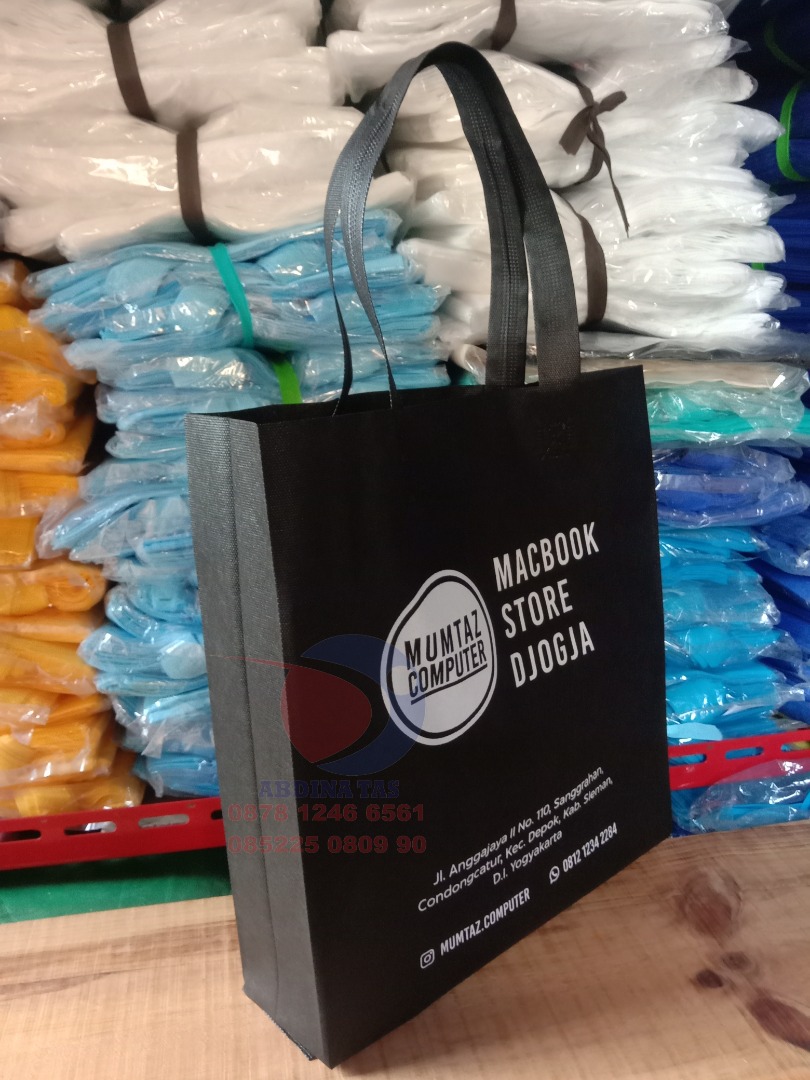 MUMTAZ
COMPUTER
MACBOOK
STORE
DJOGJA
ABDINA TAS
0878 1246 6561
085225 0809 90
Jl. Anggajaya II No. 110, Sanggrahan,
Condongcatur, Kec. Depok, Kab. Sleman,
D.I. Yogyakarta
MUMTAZ.COMPUTER
0812 1234 2284